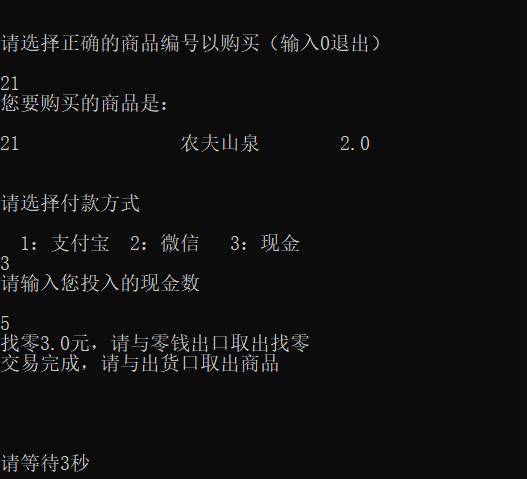 请选择正确的商品编号以购买（输入0退出）
21
您要购买的商品是：
21 农夫山泉 2.0
请选择付款方式
1：支付宝 2：微信 3：现金
3
请输入您投入的现金数
5
找零3.0元，请与零钱出口取出找零
交易完成，请与出货口取出商品
请等待3秒